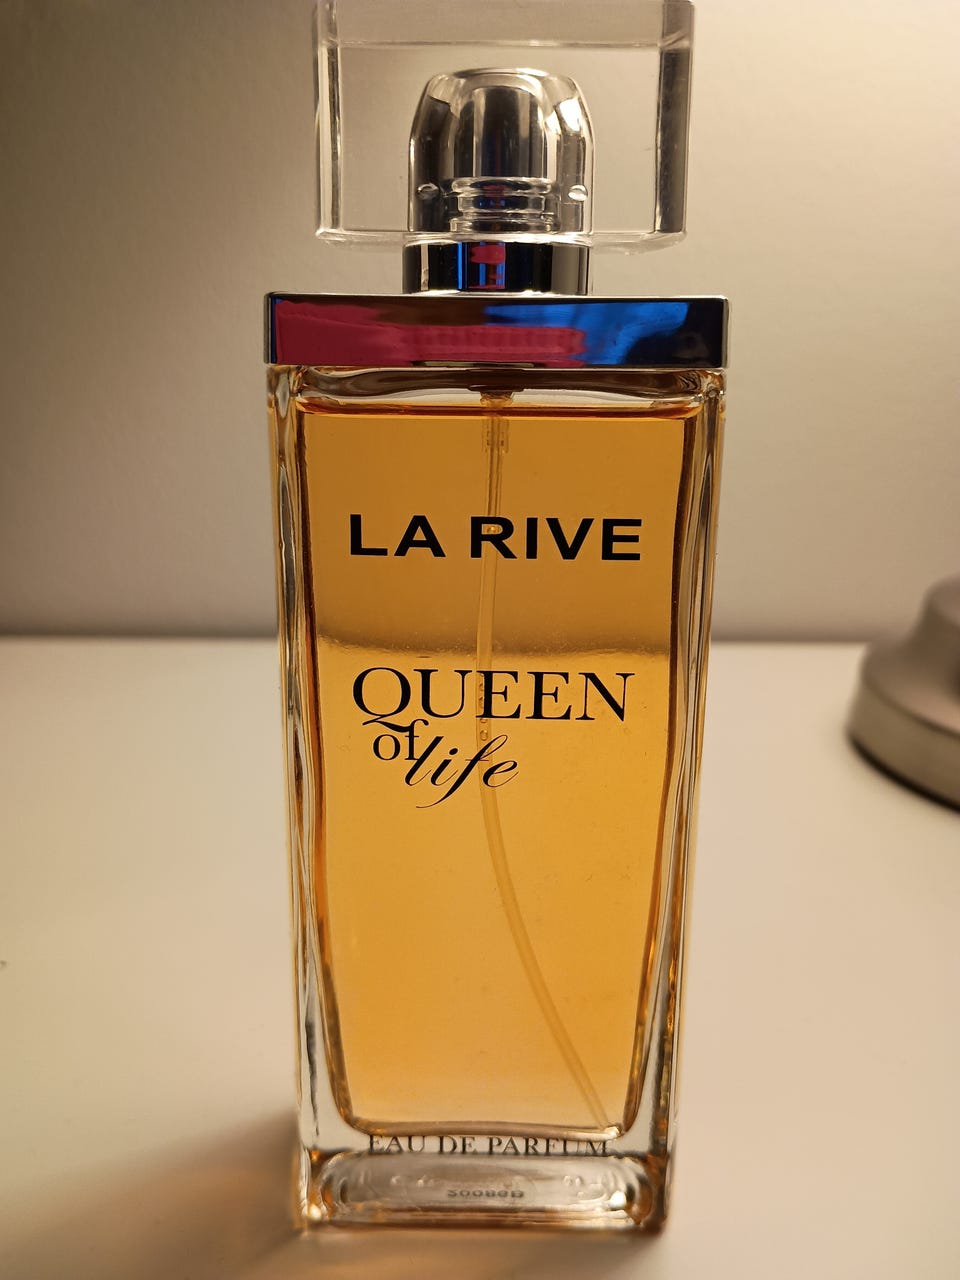 LA RIVE
QUEEN
of life
EAU DE PARFUM